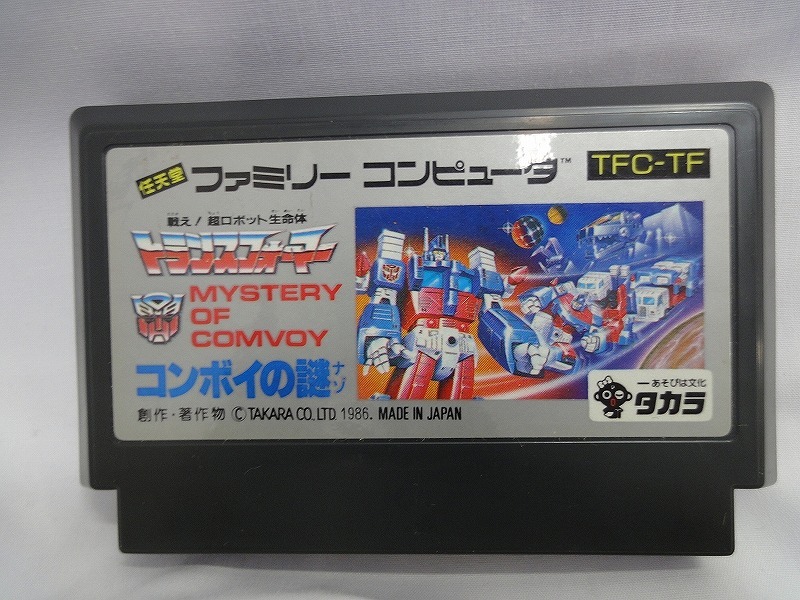 任天堂 ファミリー コンピュータ™ TFC-TF
戦え！超ロボット生命体
トランスフォーマー
MYSTERY
OF
COMVOY
コンボイの謎
ナゾ
創作・著作物 © TAKARA CO.,LTD 1986. MADE IN JAPAN
ーあそびは文化
タカラ